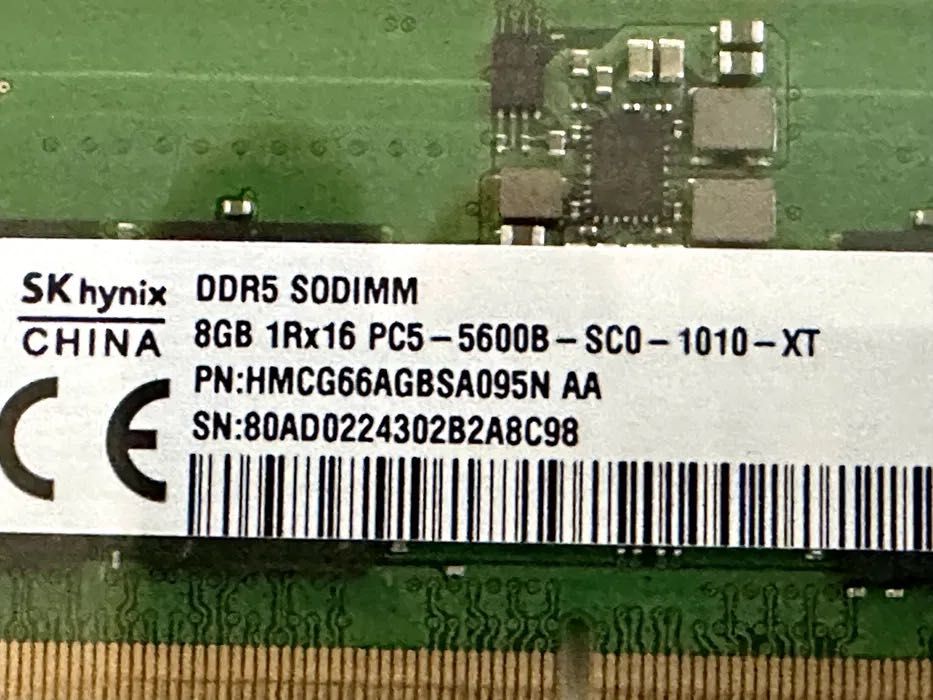 SK hynix
CHINA
DDR5 SODIMM
8GB 1Rx16 PC5-5600B-SC0-1010-XT
PN:HMCG66AGBSA095N AA
SN:80AD0224302B2A8C98
CE